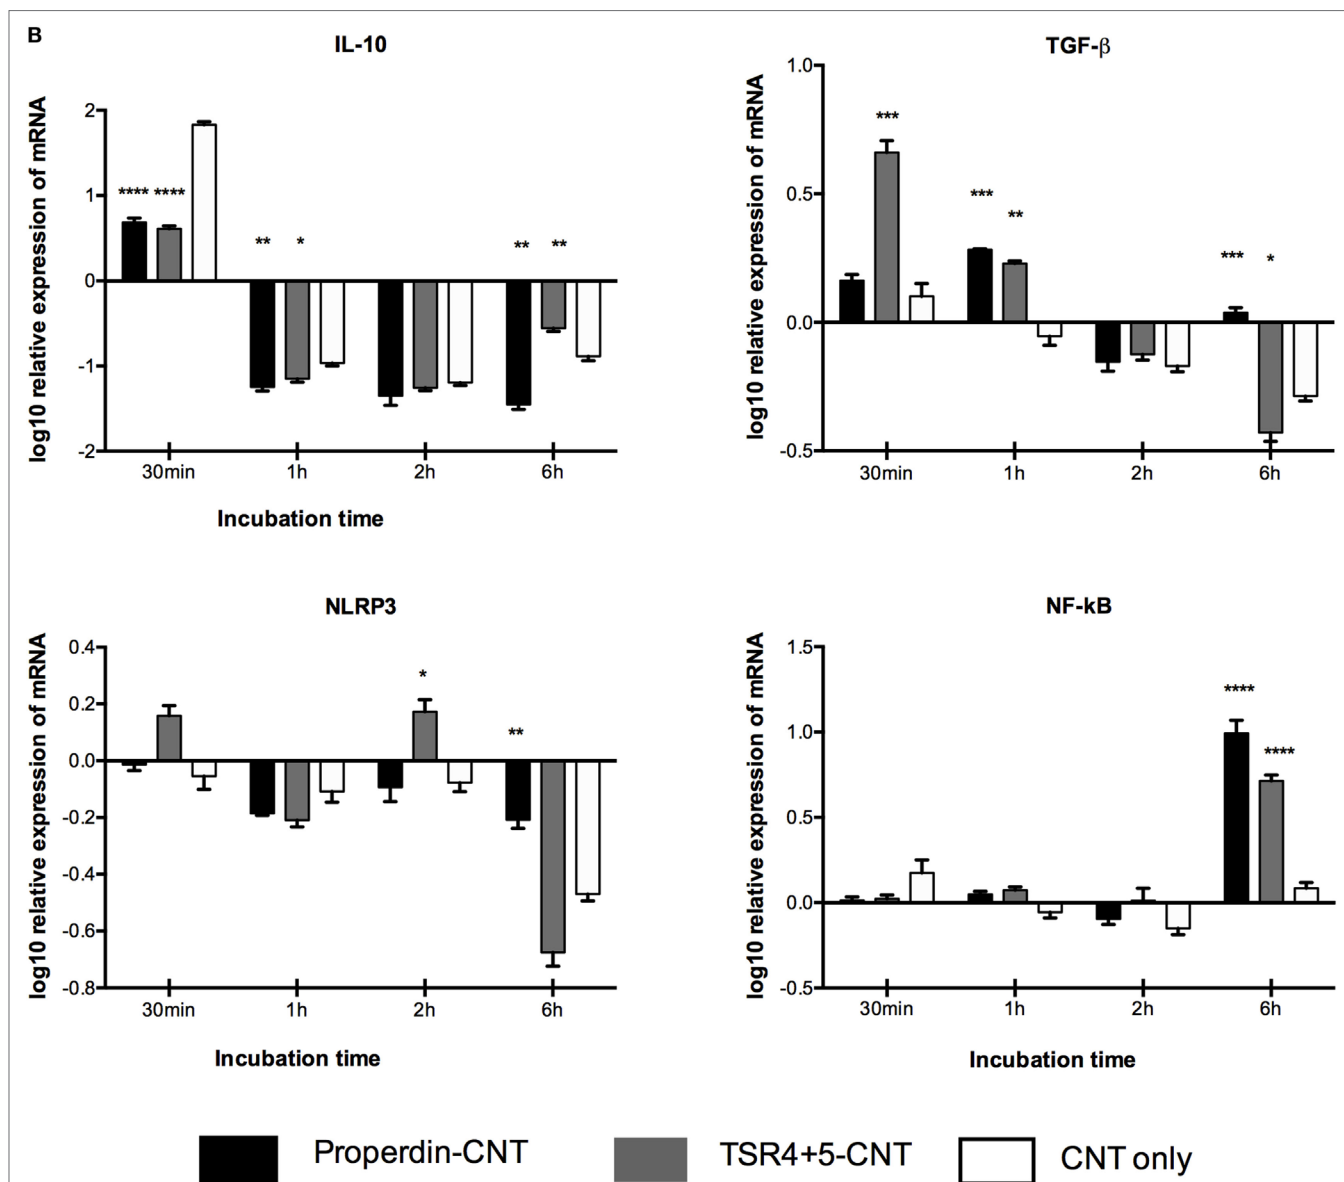 B
IL-10
log10 relative expression of mRNA
2
1
0
-1
-2
**** ****
** *
** **
30min 1h 2h 6h
Incubation time
TGF-β
log10 relative expression of mRNA
1.0
0.5
0.0
-0.5
***
*** **
*** *
30min 1h 2h 6h
NLRP3
log10 relative expression of mRNA
0.4
0.2
0.0
-0.2
-0.4
-0.6
-0.8
*
**
30min 1h 2h 6h
Incubation time
NF-kB
log10 relative expression of mRNA
1.5
1.0
0.5
0.0
-0.5
****
****
30min 1h 2h 6h
Incubation time
Properdin-CNT TSR4+5-CNT CNT only